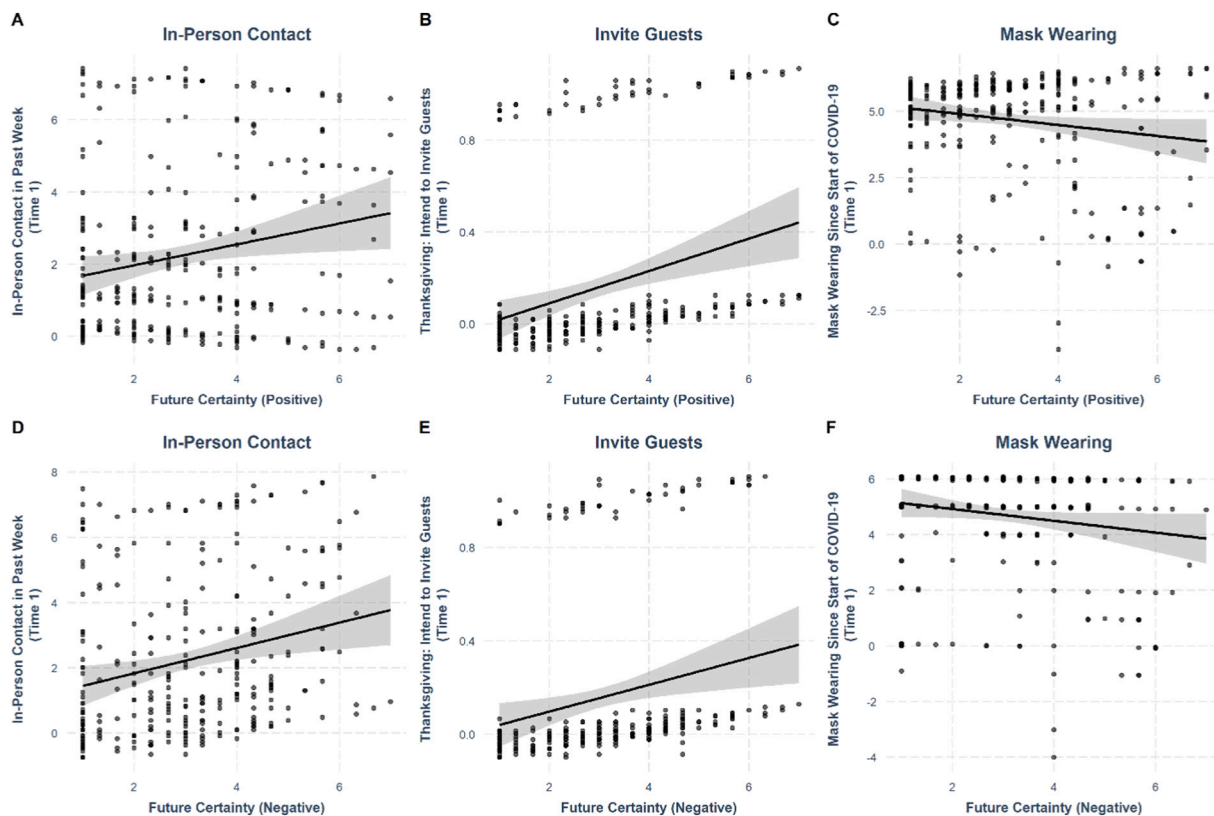 A
In-Person Contact
In-Person Contact in Past Week
(Time 1)
6
4
2
0
2
4
6
Future Certainty (Positive)
B
Invite Guests
Thanksgiving: Intend to Invite Guests
(Time 1)
0.8
0.4
0.0
2
4
6
Future Certainty (Positive)
C
Mask Wearing
Mask Wearing Since Start of COVID-19
(Time 1)
5.0
2.5
0.0
-2.5
2
4
6
Future Certainty (Positive)
D
In-Person Contact
In-Person Contact in Past Week
(Time 1)
8
6
4
2
0
2
4
6
Future Certainty (Negative)
E
Invite Guests
Thanksgiving: Intend to Invite Guests
(Time 1)
0.8
0.4
0.0
2
4
6
Future Certainty (Negative)
F
Mask Wearing
Mask Wearing Since Start of COVID-19
(Time 1)
6
4
2
0
-2
-4
2
4
6
Future Certainty (Negative)